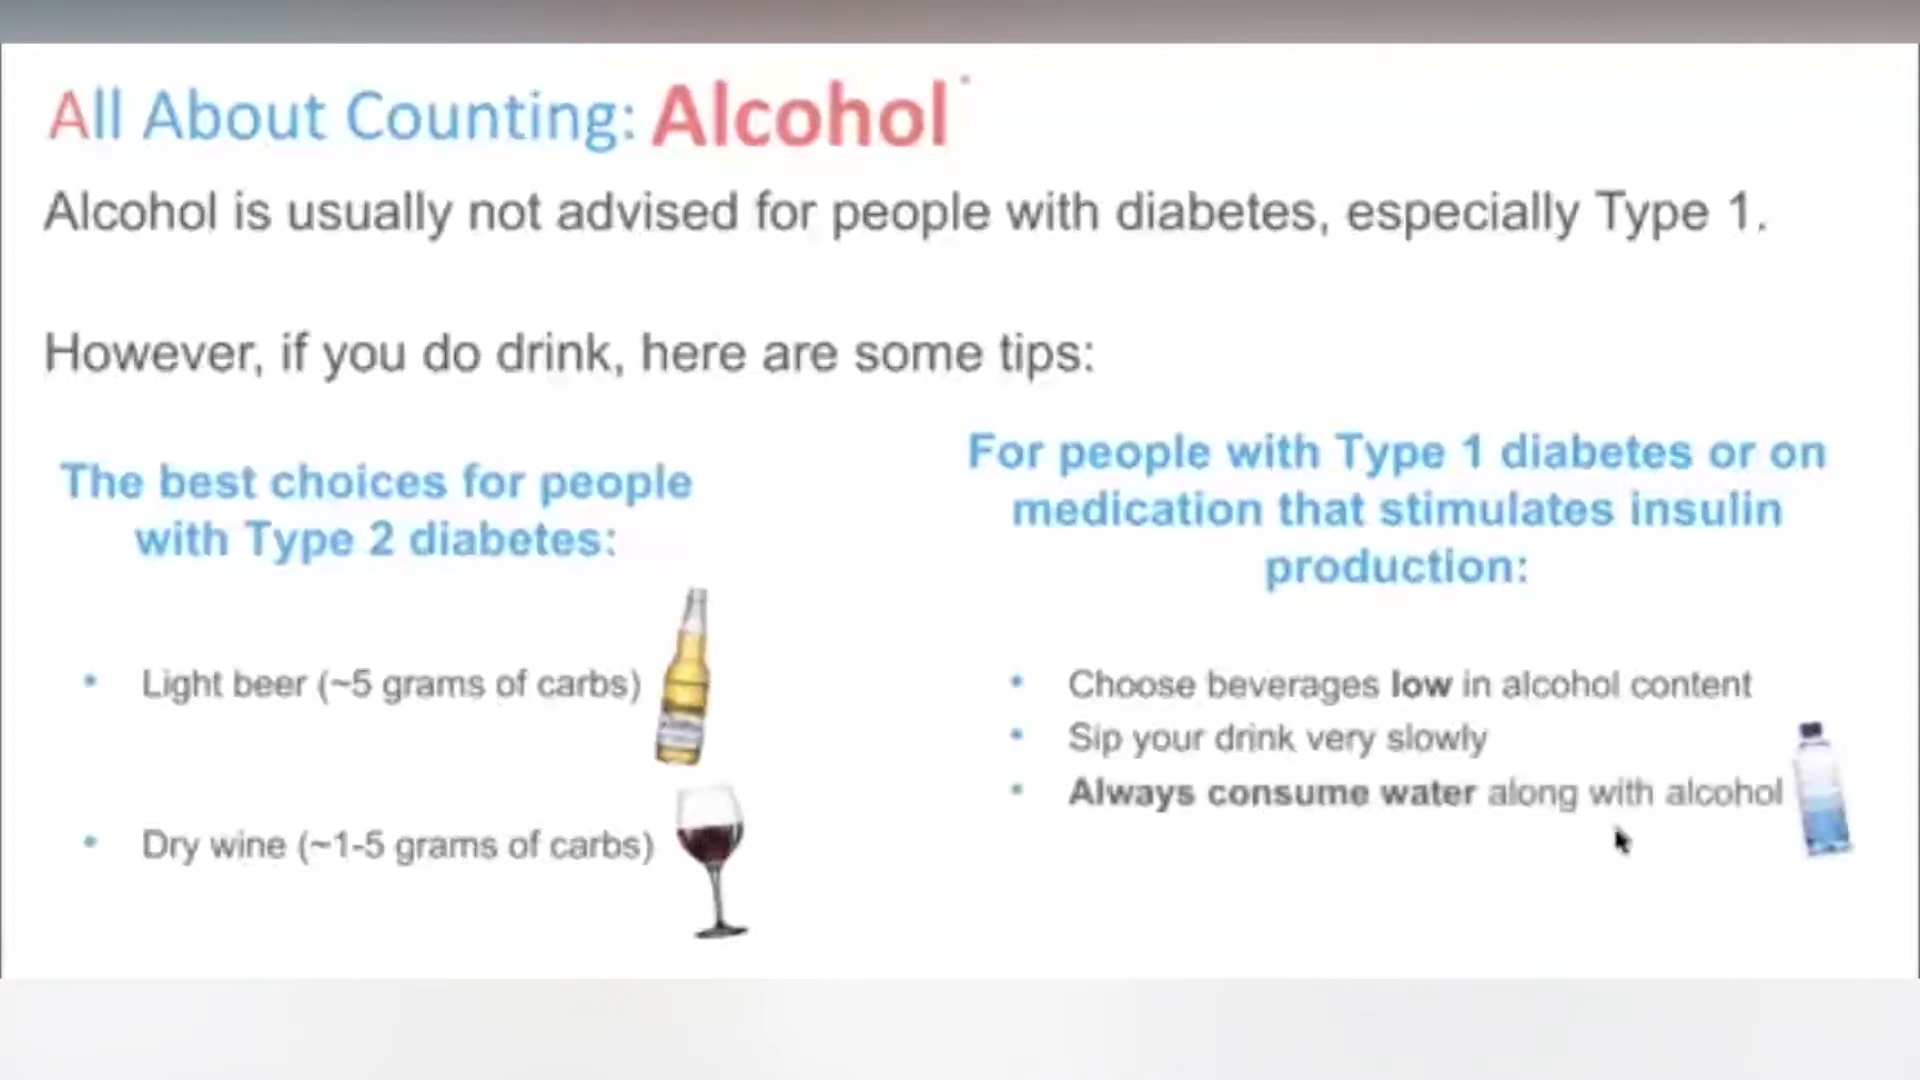 All About Counting: Alcohol
Alcohol is usually not advised for people with diabetes, especially Type 1.
However, if you do drink, here are some tips:
The best choices for people
with Type 2 diabetes:
• Light beer (~5 grams of carbs)
• Dry wine (~1-5 grams of carbs)
For people with Type 1 diabetes or on
medication that stimulates insulin
production:
• Choose beverages low in alcohol content
• Sip your drink very slowly
• Always consume water along with alcohol